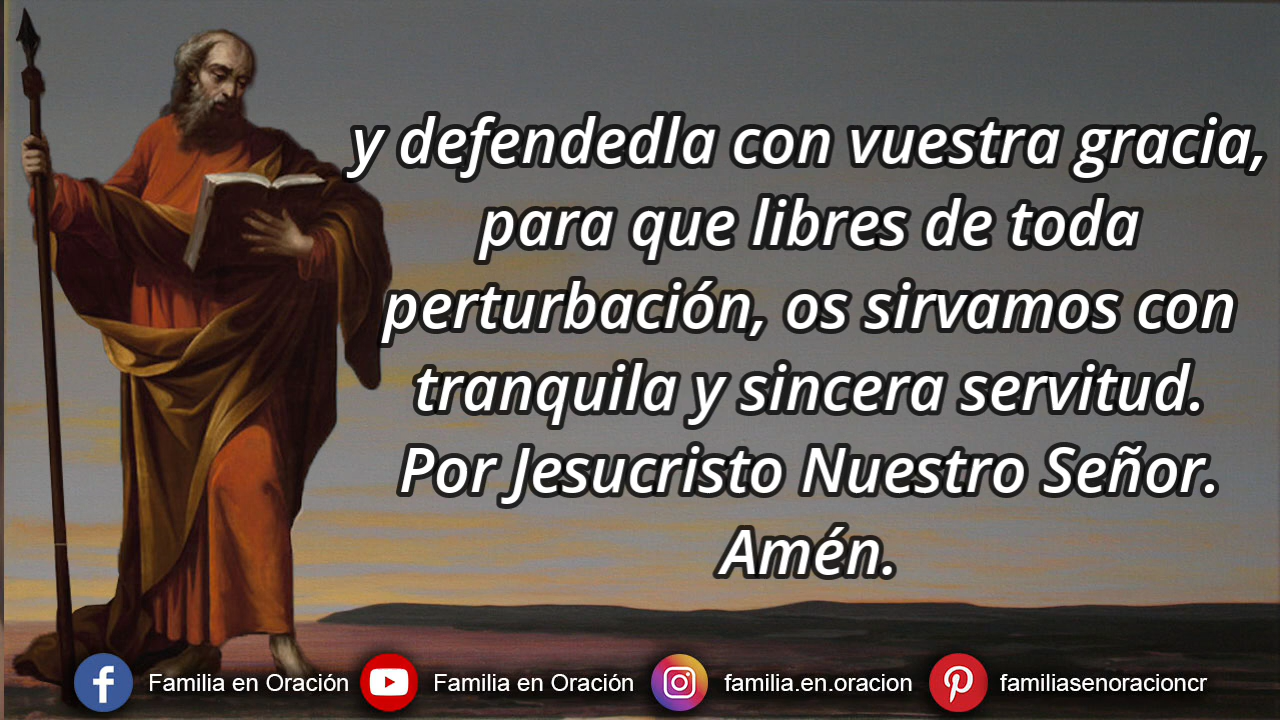 y defendedla con vuestra gracia,
para que libres de toda
perturbación, os sirvamos con
tranquila y sincera servitud.
Por Jesucristo Nuestro Señor.
Amén.
Familia en Oración
Familia en Oración
familia.en.oracion
familiasenoracioncr